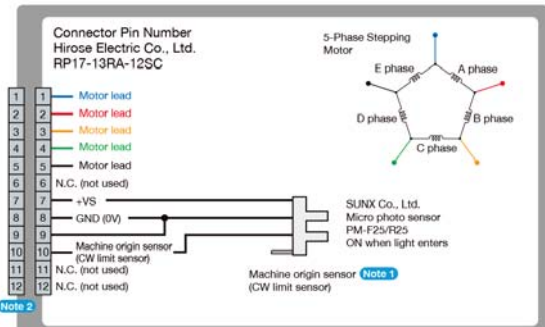 Connector Pin Number
Hirose Electric Co., Ltd.
RP17-13RA-12SC
5-Phase Stepping
Motor
E phase
A phase
D phase
B phase
C phase
1 1 Motor lead
2 2 Motor lead
3 3 Motor lead
4 4 Motor lead
5 5 Motor lead
6 6 N.C. (not used)
7 7 +VS
8 8 GND (0V)
9 9
10 10 Machine origin sensor
(CW limit sensor)
11 11 N.C. (not used)
12 12 N.C. (not used)
SUNX Co., Ltd.
Micro photo sensor
PM-F25/R25
ON when light enters
Machine origin sensor Note 1
(CW limit sensor)
Note 2